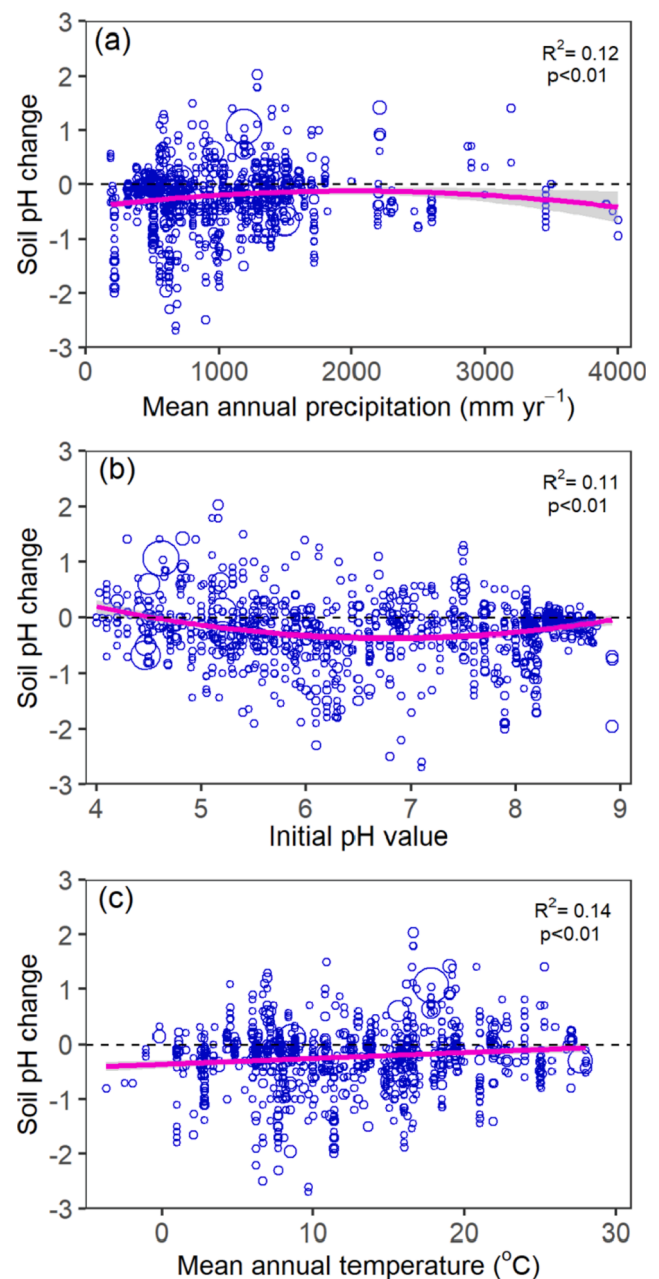 (a)
R²= 0.12
p<0.01
Soil pH change
3
2
1
0
-1
-2
-3
0 1000 2000 3000 4000
Mean annual precipitation (mm yr⁻¹)
(b)
R²= 0.11
p<0.01
Soil pH change
3
2
1
0
-1
-2
-3
4 5 6 7 8 9
Initial pH value
(c)
R²= 0.14
p<0.01
Soil pH change
3
2
1
0
-1
-2
-3
0 10 20 30
Mean annual temperature (°C)